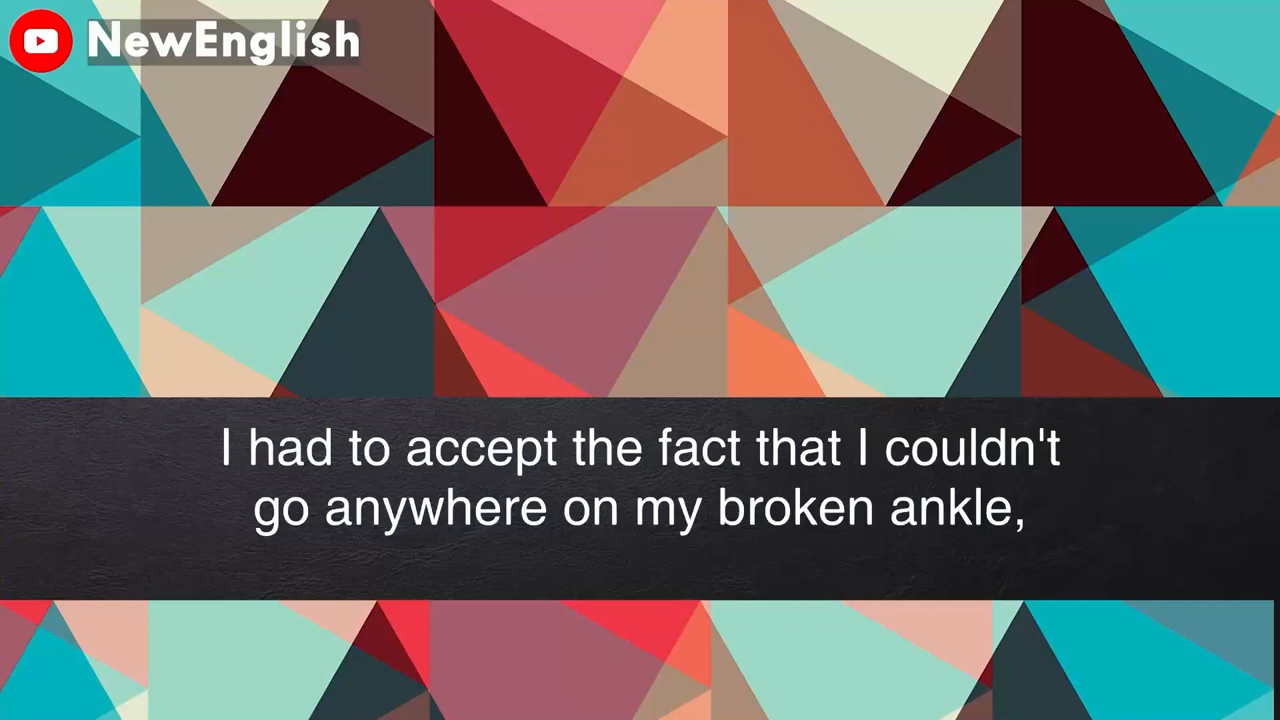 NewEnglish
I had to accept the fact that I couldn't
go anywhere on my broken ankle,